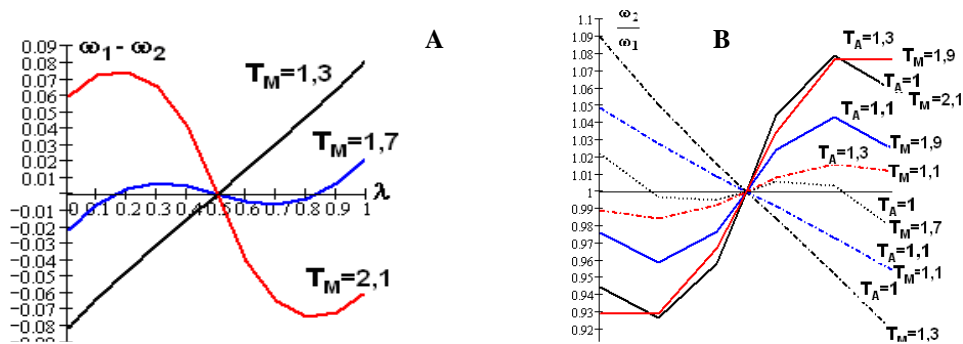 ω1 - ω2
A
0.09
0.08
0.07
0.06
0.05
0.04
0.03
0.02
0.01
-0.01
-0.02
-0.03
-0.04
-0.05
-0.06
-0.07
-0.08
0 0.1 0.2 0.3 0.4 0.5 0.6 0.7 0.8 0.9 1
λ
TM=1,3
TM=1,7
TM=2,1
ω2
ω1
B
1.1
1.09
1.08
1.06
1.05
1.04
1.02
1.01
1
0.99
0.98
0.97
0.96
0.95
0.94
0.93
0.92
TA=1,3
TM=1,9
TA=1
TM=2,1
TA=1,1
TM=1,9
TA=1,3
TM=1,1
TA=1
TM=1,7
TA=1,1
TM=1,1
TA=1
TM=1,3